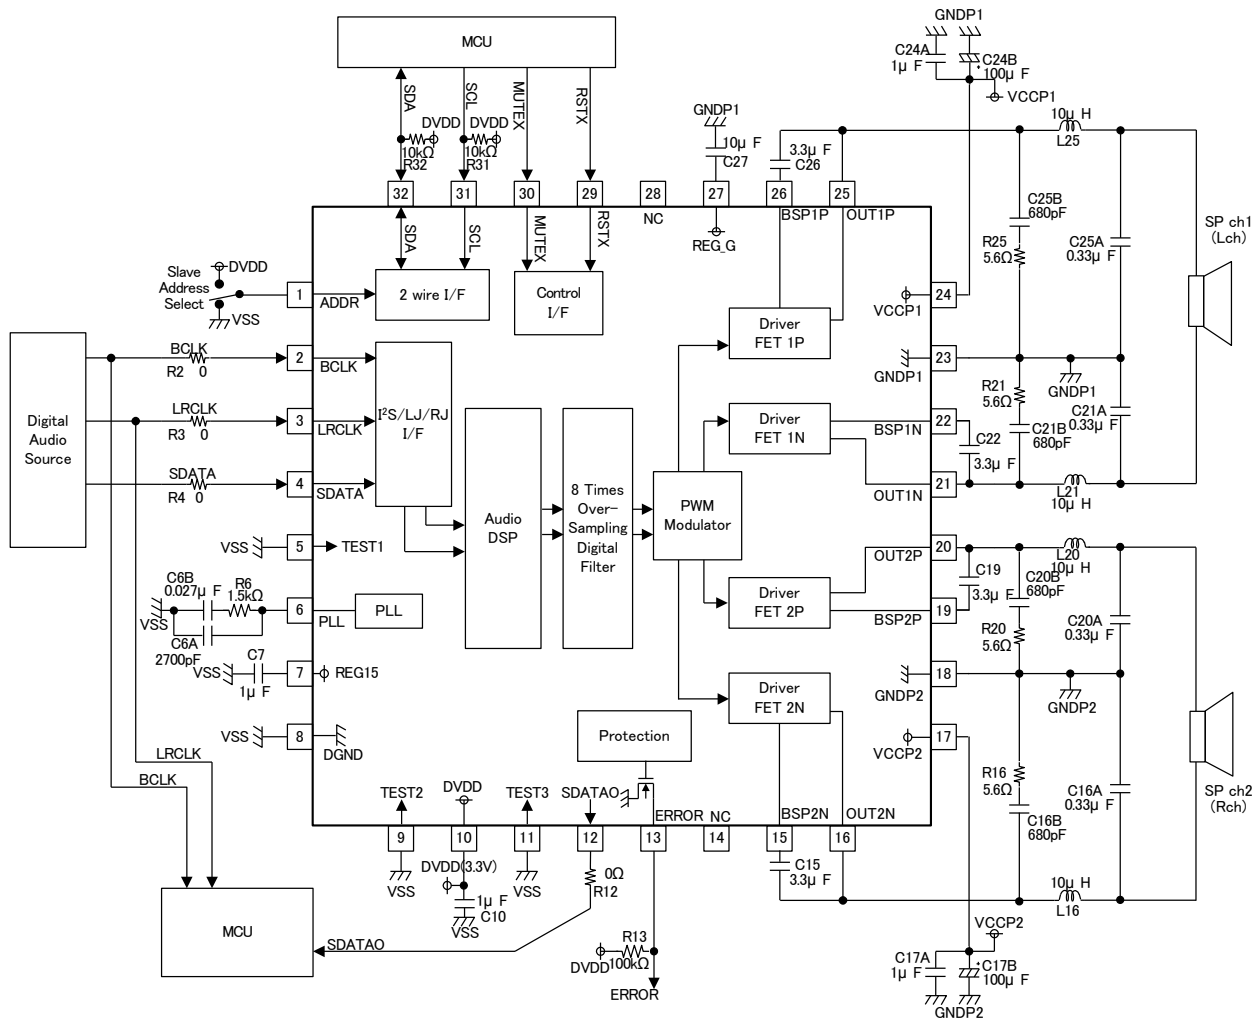 GNDP1
C24A
1μ F
C24B
100μ F
VCCP1
MCU
SDA
SCL
MUTEX
RSTX
DVDD
DVDD
10kΩ
R32
10kΩ
R31
GNDP1
10μ F
C27
3.3μ F
C26
10μ H
L25
32
31
30
29
28
27
26
25
NC
REG_G
BSP1P
OUT1P
SDA
SCL
MUTEX
RSTX
C25B
680pF
R25
5.6Ω
C25A
0.33μ F
SP ch1
(Lch)
Slave
Address
Select
DVDD
VSS
1
ADDR
2 wire I/F
Control
I/F
Driver
FET 1P
24
VCCP1
23
GNDP1
GNDP1
Digital
Audio
Source
BCLK
R2 0
2
BCLK
LRCLK
R3 0
3
LRCLK
SDATA
R4 0
4
SDATA
I²S/LJ/RJ
I/F
Audio
DSP
8 Times
Over-
Sampling
Digital
Filter
PWM
Modulator
Driver
FET 1N
22
BSP1N
C22
3.3μ F
21
OUT1N
R21
5.6Ω
C21B
680pF
C21A
0.33μ F
L21
10μ H
VSS
5
TEST1
C6B
0.027μ F
R6
1.5kΩ
VSS
C6A
2700pF
6
PLL
PLL
VSS
C7
1μ F
7
REG15
VSS
8
DGND
20
OUT2P
C19
3.3μ F
19
BSP2P
Driver
FET 2P
L20
10μ H
C20B
680pF
R20
5.6Ω
C20A
0.33μ F
18
GNDP2
GNDP2
Driver
FET 2N
17
VCCP2
R16
5.6Ω
C16B
680pF
C16A
0.33μ F
SP ch2
(Rch)
Protection
LRCLK
BCLK
TEST2
DVDD
TEST3
SDATAO
ERROR
NC
BSP2N
OUT2N
9
10
11
12
13
14
15
16
VSS
DVDD(3.3V)
1μ F
C10
VSS
VSS
0Ω
R12
C15
3.3μ F
10μ H
L16
MCU
SDATAO
DVDD
R13
100kΩ
ERROR
VCCP2
C17A
1μ F
C17B
100μ F
GNDP2